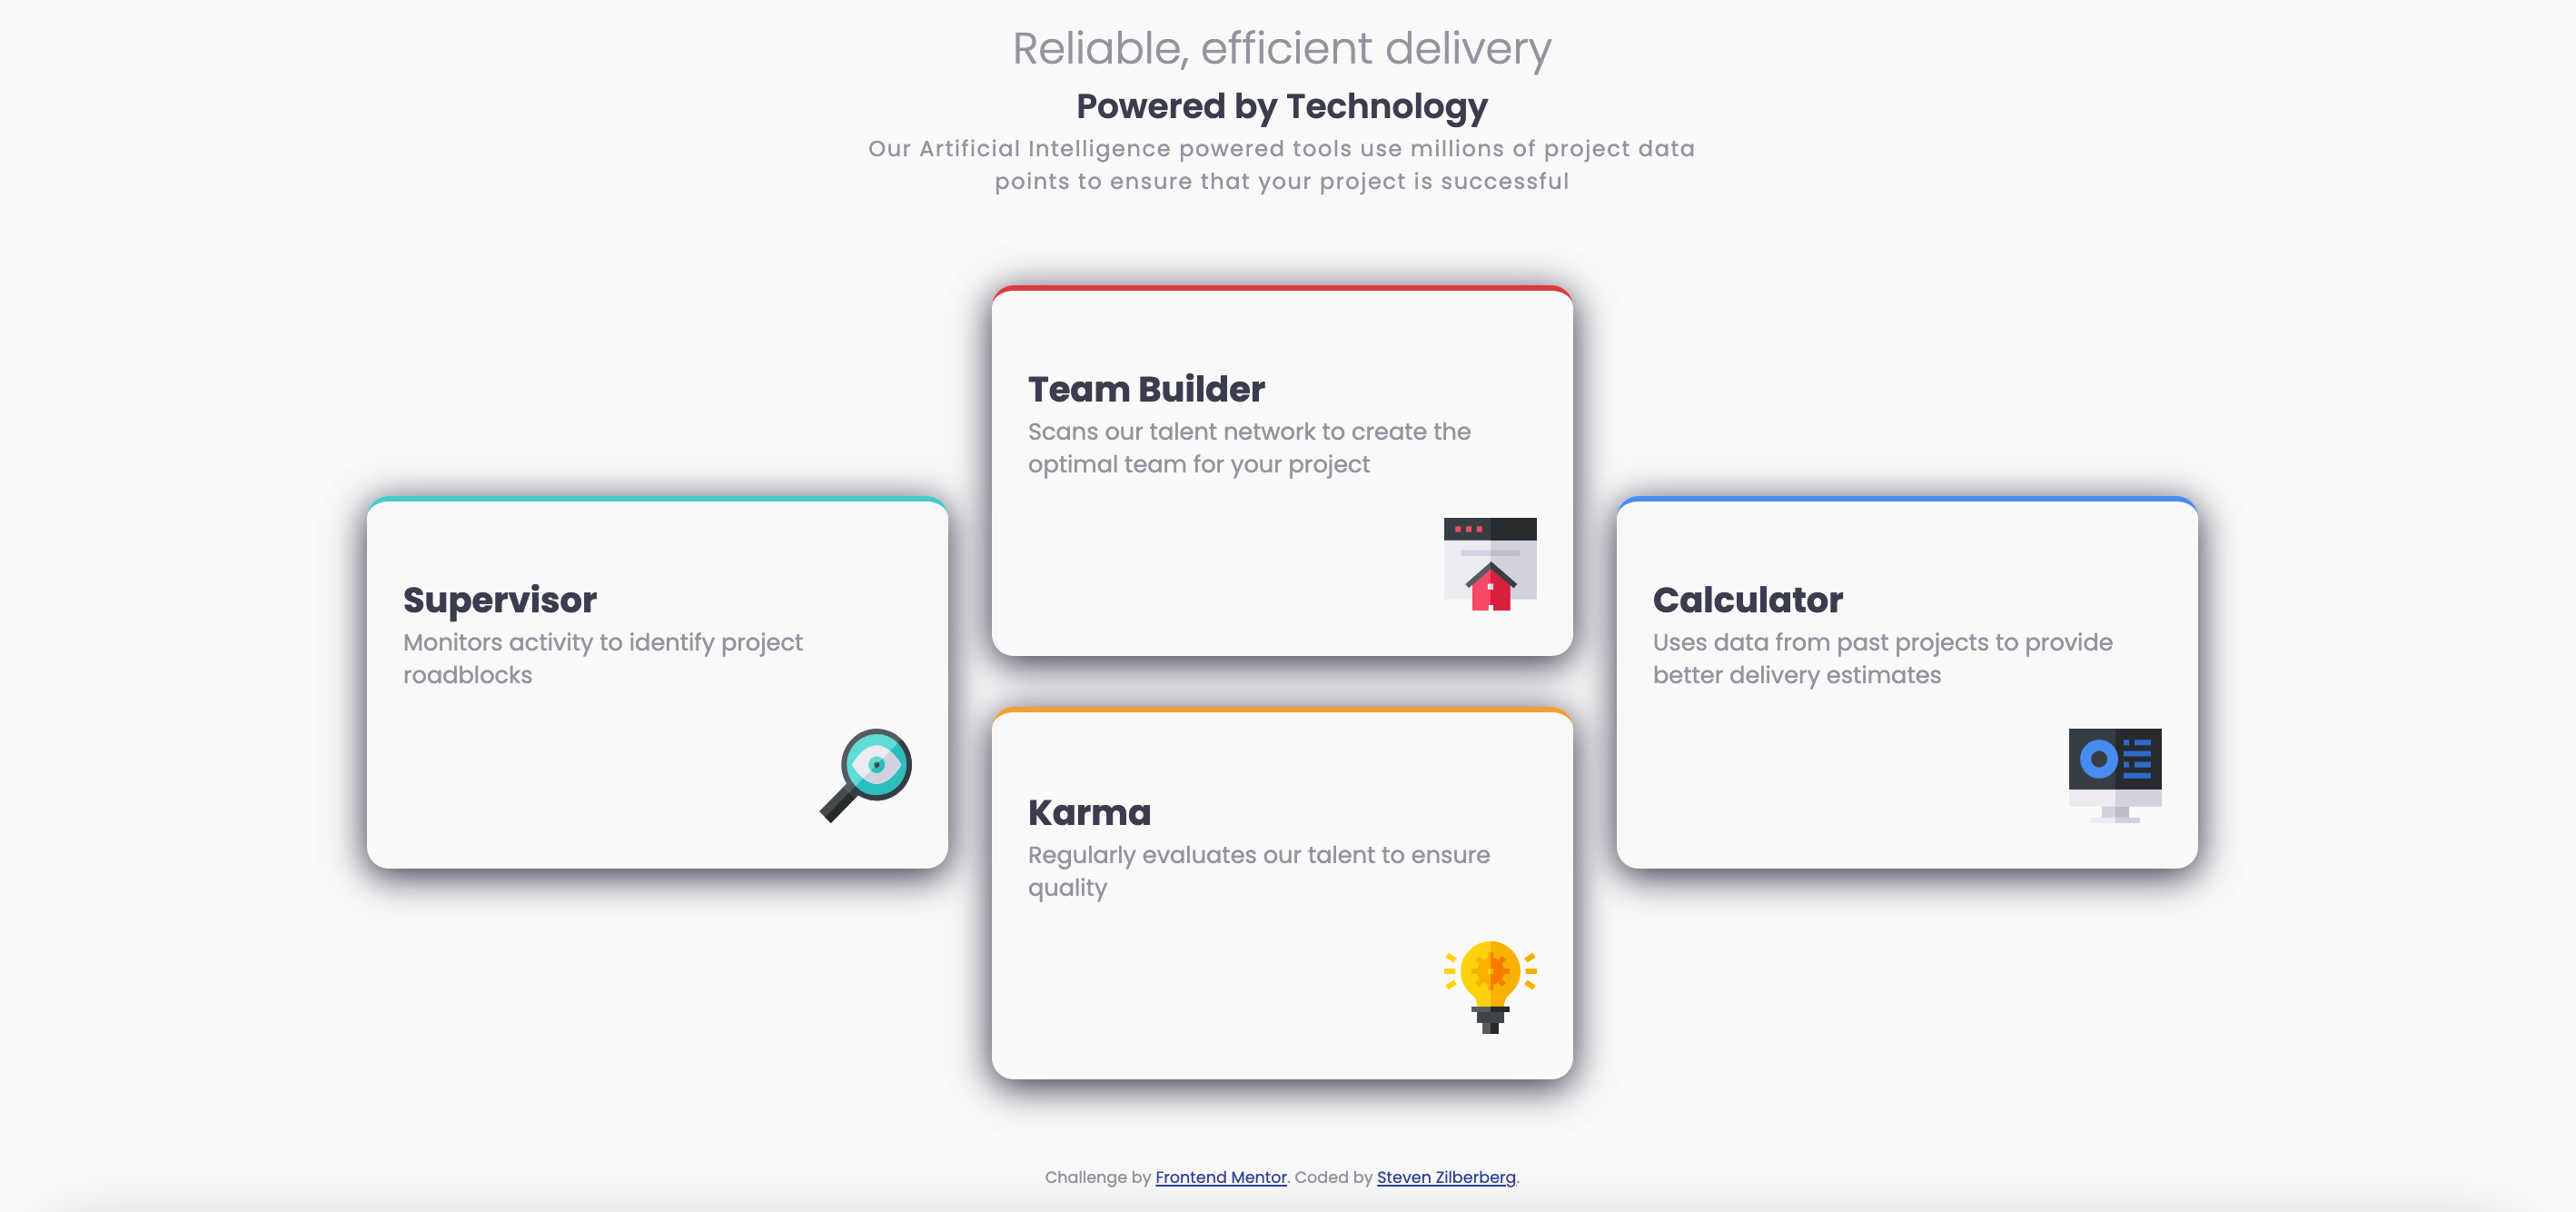 Reliable, efficient delivery
Powered by Technology
Our Artificial Intelligence powered tools use millions of project data
points to ensure that your project is successful
Supervisor
Monitors activity to identify project
roadblocks
Team Builder
Scans our talent network to create the
optimal team for your project
Karma
Regularly evaluates our talent to ensure
quality
Calculator
Uses data from past projects to provide
better delivery estimates
Challenge by Frontend Mentor. Coded by Steven Zilberberg.